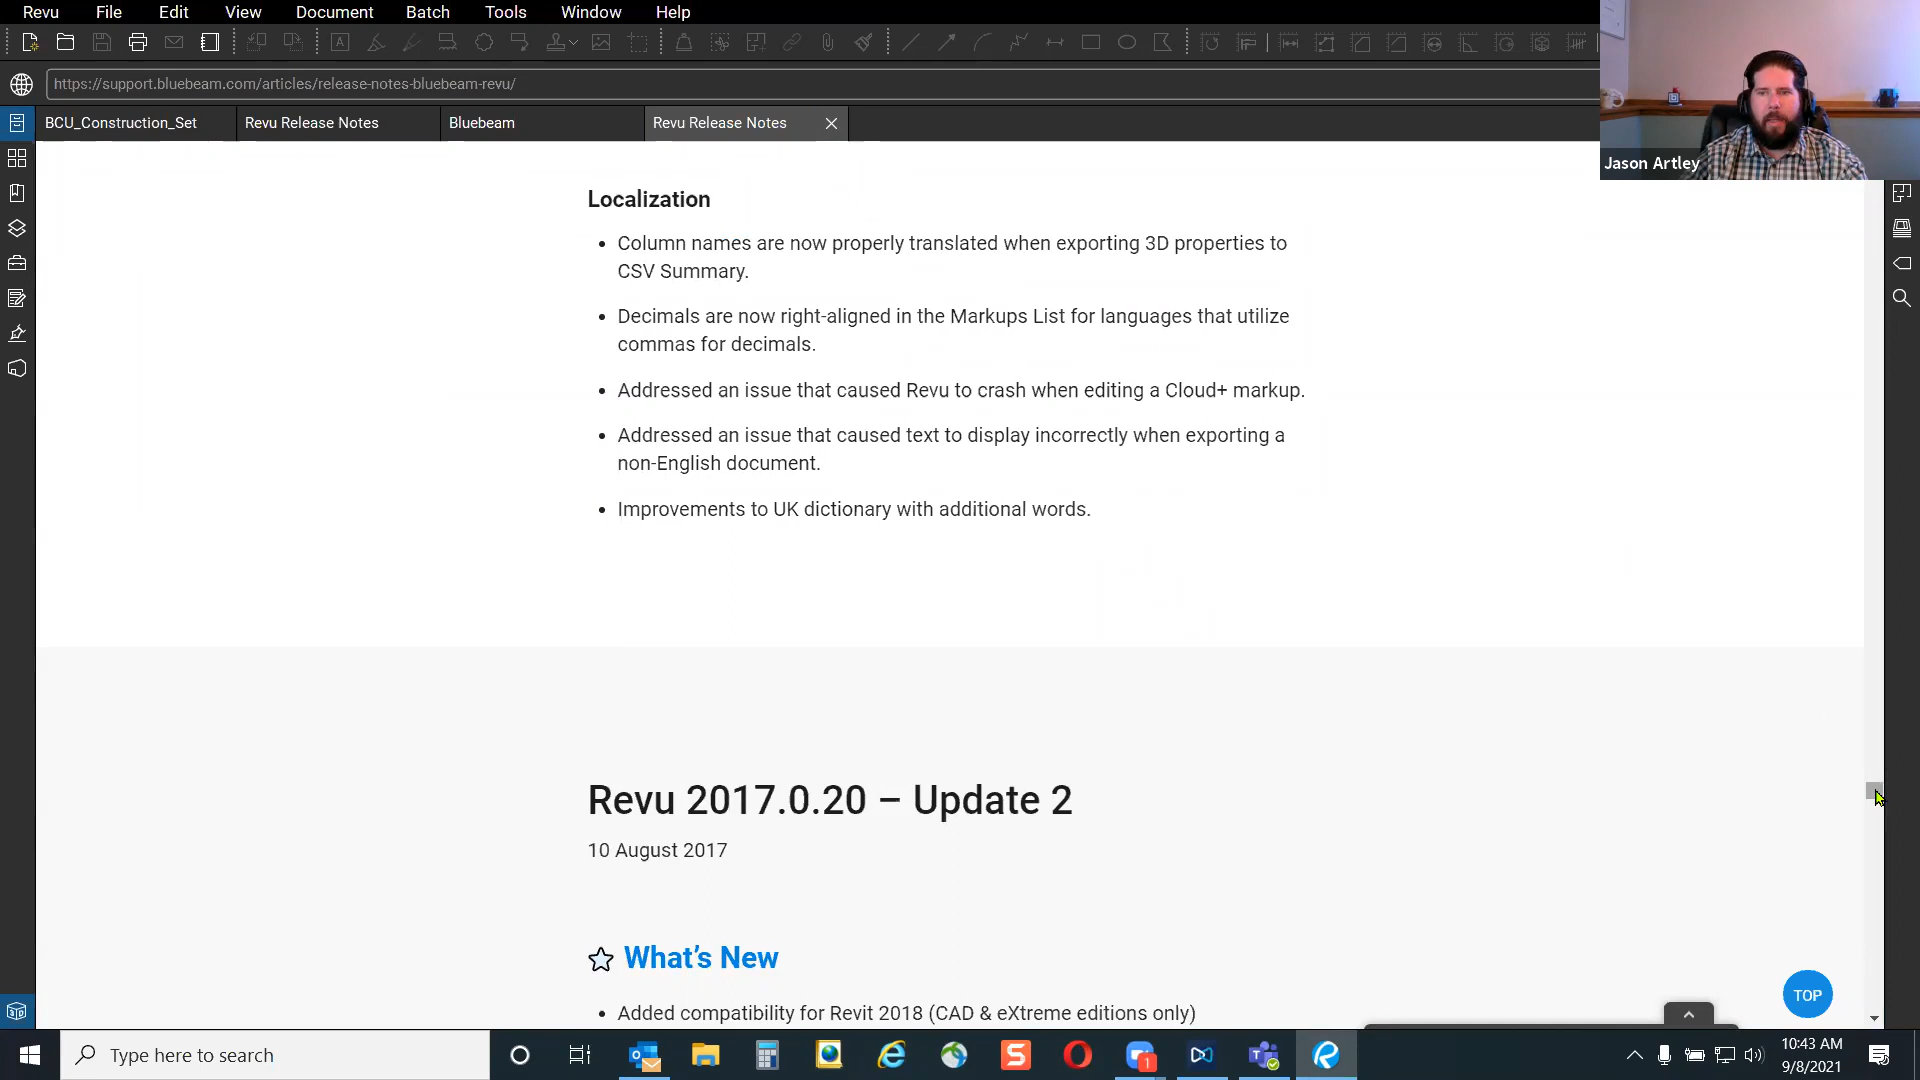 Revu File Edit View Document Batch Tools Window Help
https://support.bluebeam.com/articles/release-notes-bluebeam-revu/
BCU_Construction_Set Revu Release Notes Bluebeam Revu Release Notes
Jason Artley
Localization
• Column names are now properly translated when exporting 3D properties to
CSV Summary.
• Decimals are now right-aligned in the Markups List for languages that utilize
commas for decimals.
• Addressed an issue that caused Revu to crash when editing a Cloud+ markup.
• Addressed an issue that caused text to display incorrectly when exporting a
non-English document.
• Improvements to UK dictionary with additional words.
Revu 2017.0.20 – Update 2
10 August 2017
What's New
• Added compatibility for Revit 2018 (CAD & eXtreme editions only)
TOP
Type here to search
10:43 AM
9/8/2021